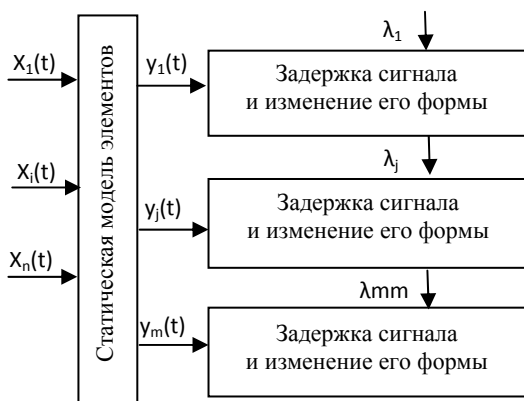 λ1
X1(t)
y1(t)
Задержка сигнала
и изменение его формы
Статическая модель элементов
λj
Xi(t)
yj(t)
Задержка сигнала
и изменение его формы
Xn(t)
λmm
ym(t)
Задержка сигнала
и изменение его формы